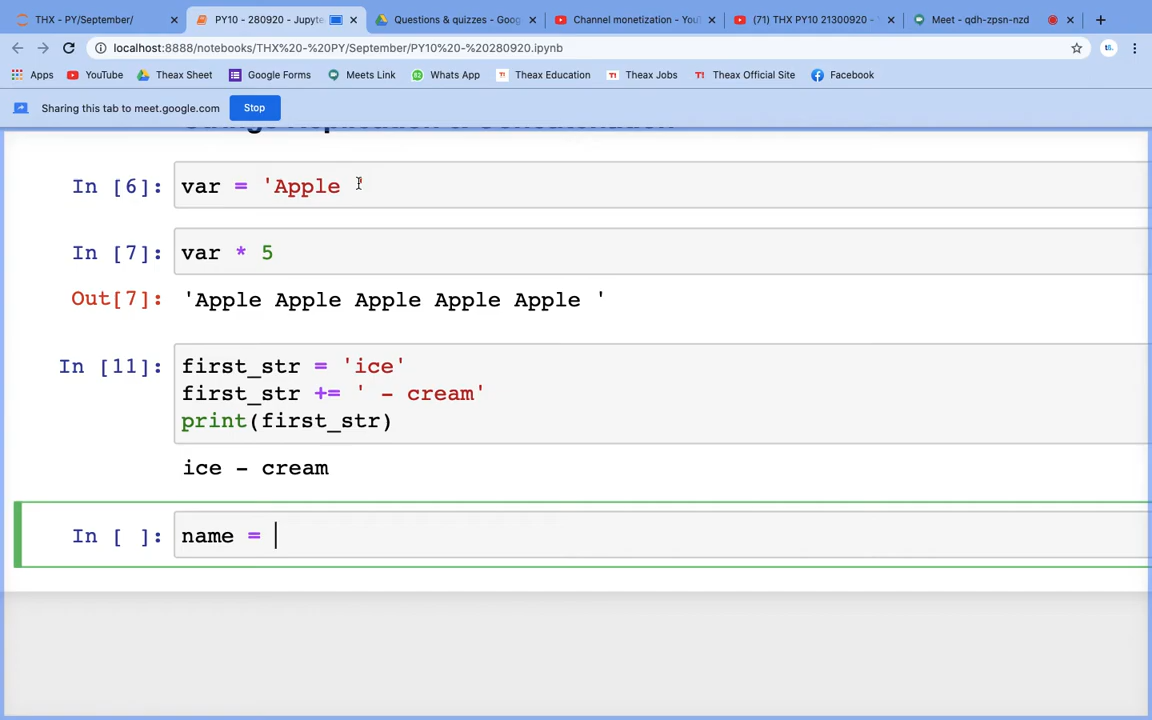 THX - PY/September/
PY10 - 280920 - Jupyte
Questions & quizzes - Goog
Channel monetization - You
(71) THX PY10 21300920 -
Meet - qdh-zpsn-nzd
localhost:8888/notebooks/THX%20-%20PY/September/PY10%20-%20280920.ipynb
Apps YouTube Theax Sheet Google Forms Meets Link Whats App Theax Education Theax Jobs Theax Official Site Facebook
Sharing this tab to meet.google.com Stop
Strings Replication & Concatenation
In [6]: var = 'Apple '
In [7]: var * 5
Out[7]: 'Apple Apple Apple Apple Apple '
In [11]: first_str = 'ice'
first_str += ' - cream'
print(first_str)
ice - cream
In [ ]: name =